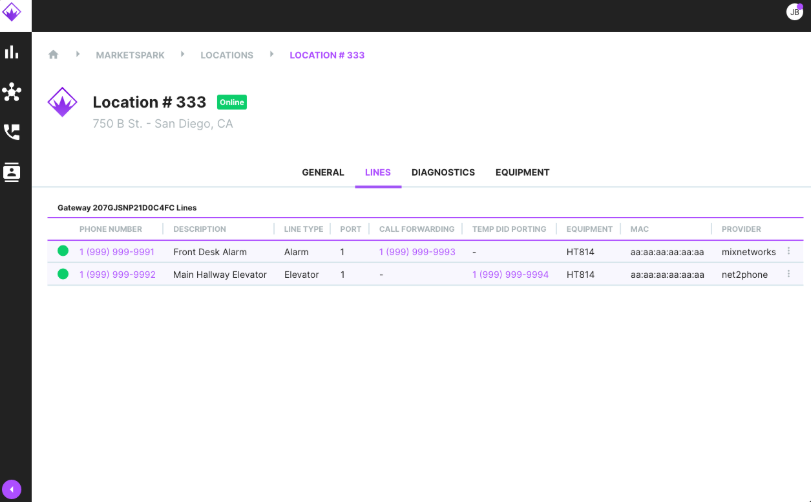 JB
MARKETSPARK LOCATIONS LOCATION # 333
Location # 333 Online
750 B St. - San Diego, CA
GENERAL LINES DIAGNOSTICS EQUIPMENT
Gateway 207GJSNP21D0C4FC Lines
PHONE NUMBER DESCRIPTION LINE TYPE PORT CALL FORWARDING TEMP DID PORTING EQUIPMENT MAC PROVIDER
1 (999) 999-9991 Front Desk Alarm Alarm 1 1 (999) 999-9993 - HT814 aa:aa:aa:aa:aa:aa mixnetworks
1 (999) 999-9992 Main Hallway Elevator Elevator 1 - 1 (999) 999-9994 HT814 aa:aa:aa:aa:aa:aa net2phone